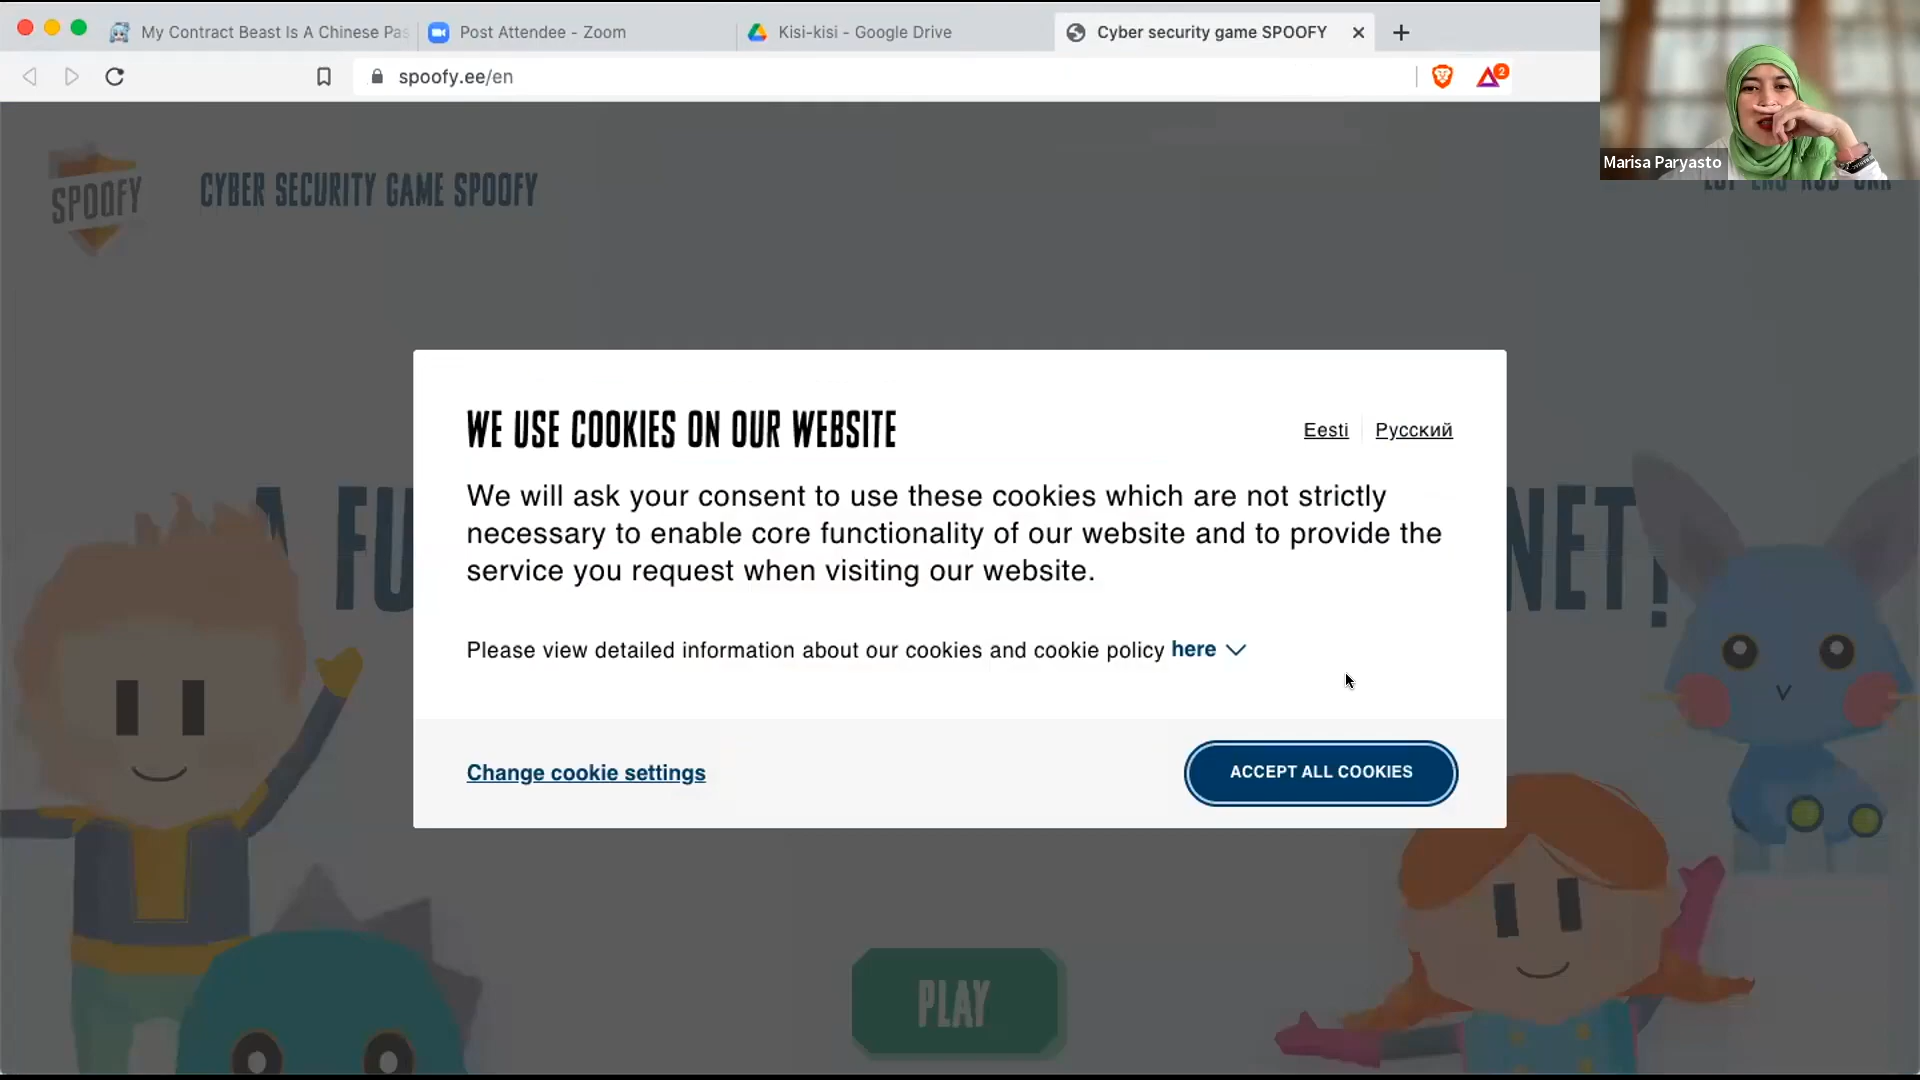 My Contract Beast Is A Chinese Pas
Post Attendee - Zoom
Kisi-kisi - Google Drive
Cyber security game SPOOFY
spoofy.ee/en
2
Marisa Paryasto
SPOOFY
CYBER SECURITY GAME SPOOFY
WE USE COOKIES ON OUR WEBSITE
Eesti
Русский
We will ask your consent to use these cookies which are not strictly
necessary to enable core functionality of our website and to provide the
service you request when visiting our website.
Please view detailed information about our cookies and cookie policy here
Change cookie settings
ACCEPT ALL COOKIES
PLAY